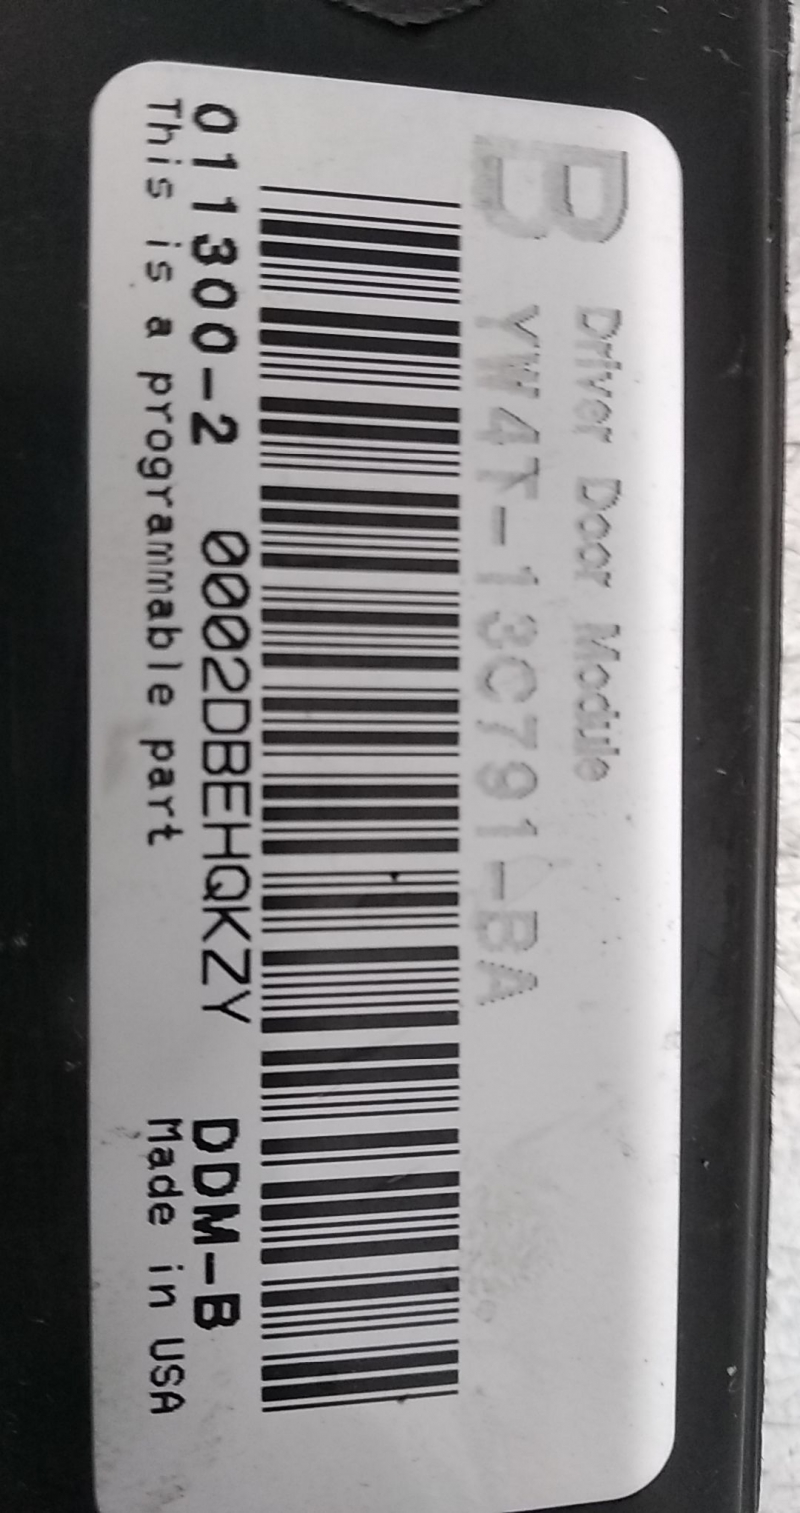 B
Driver Door Module
YW4T-13C791-BA
011300-2 0002DBEHQKZY DDM-B
This is a programmable part Made in USA